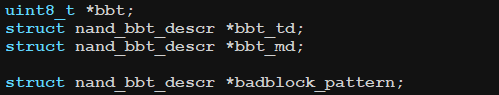 uint8_t *bbt;
struct nand_bbt_descr *bbt_td;
struct nand_bbt_descr *bbt_md;
struct nand_bbt_descr *badblock_pattern;